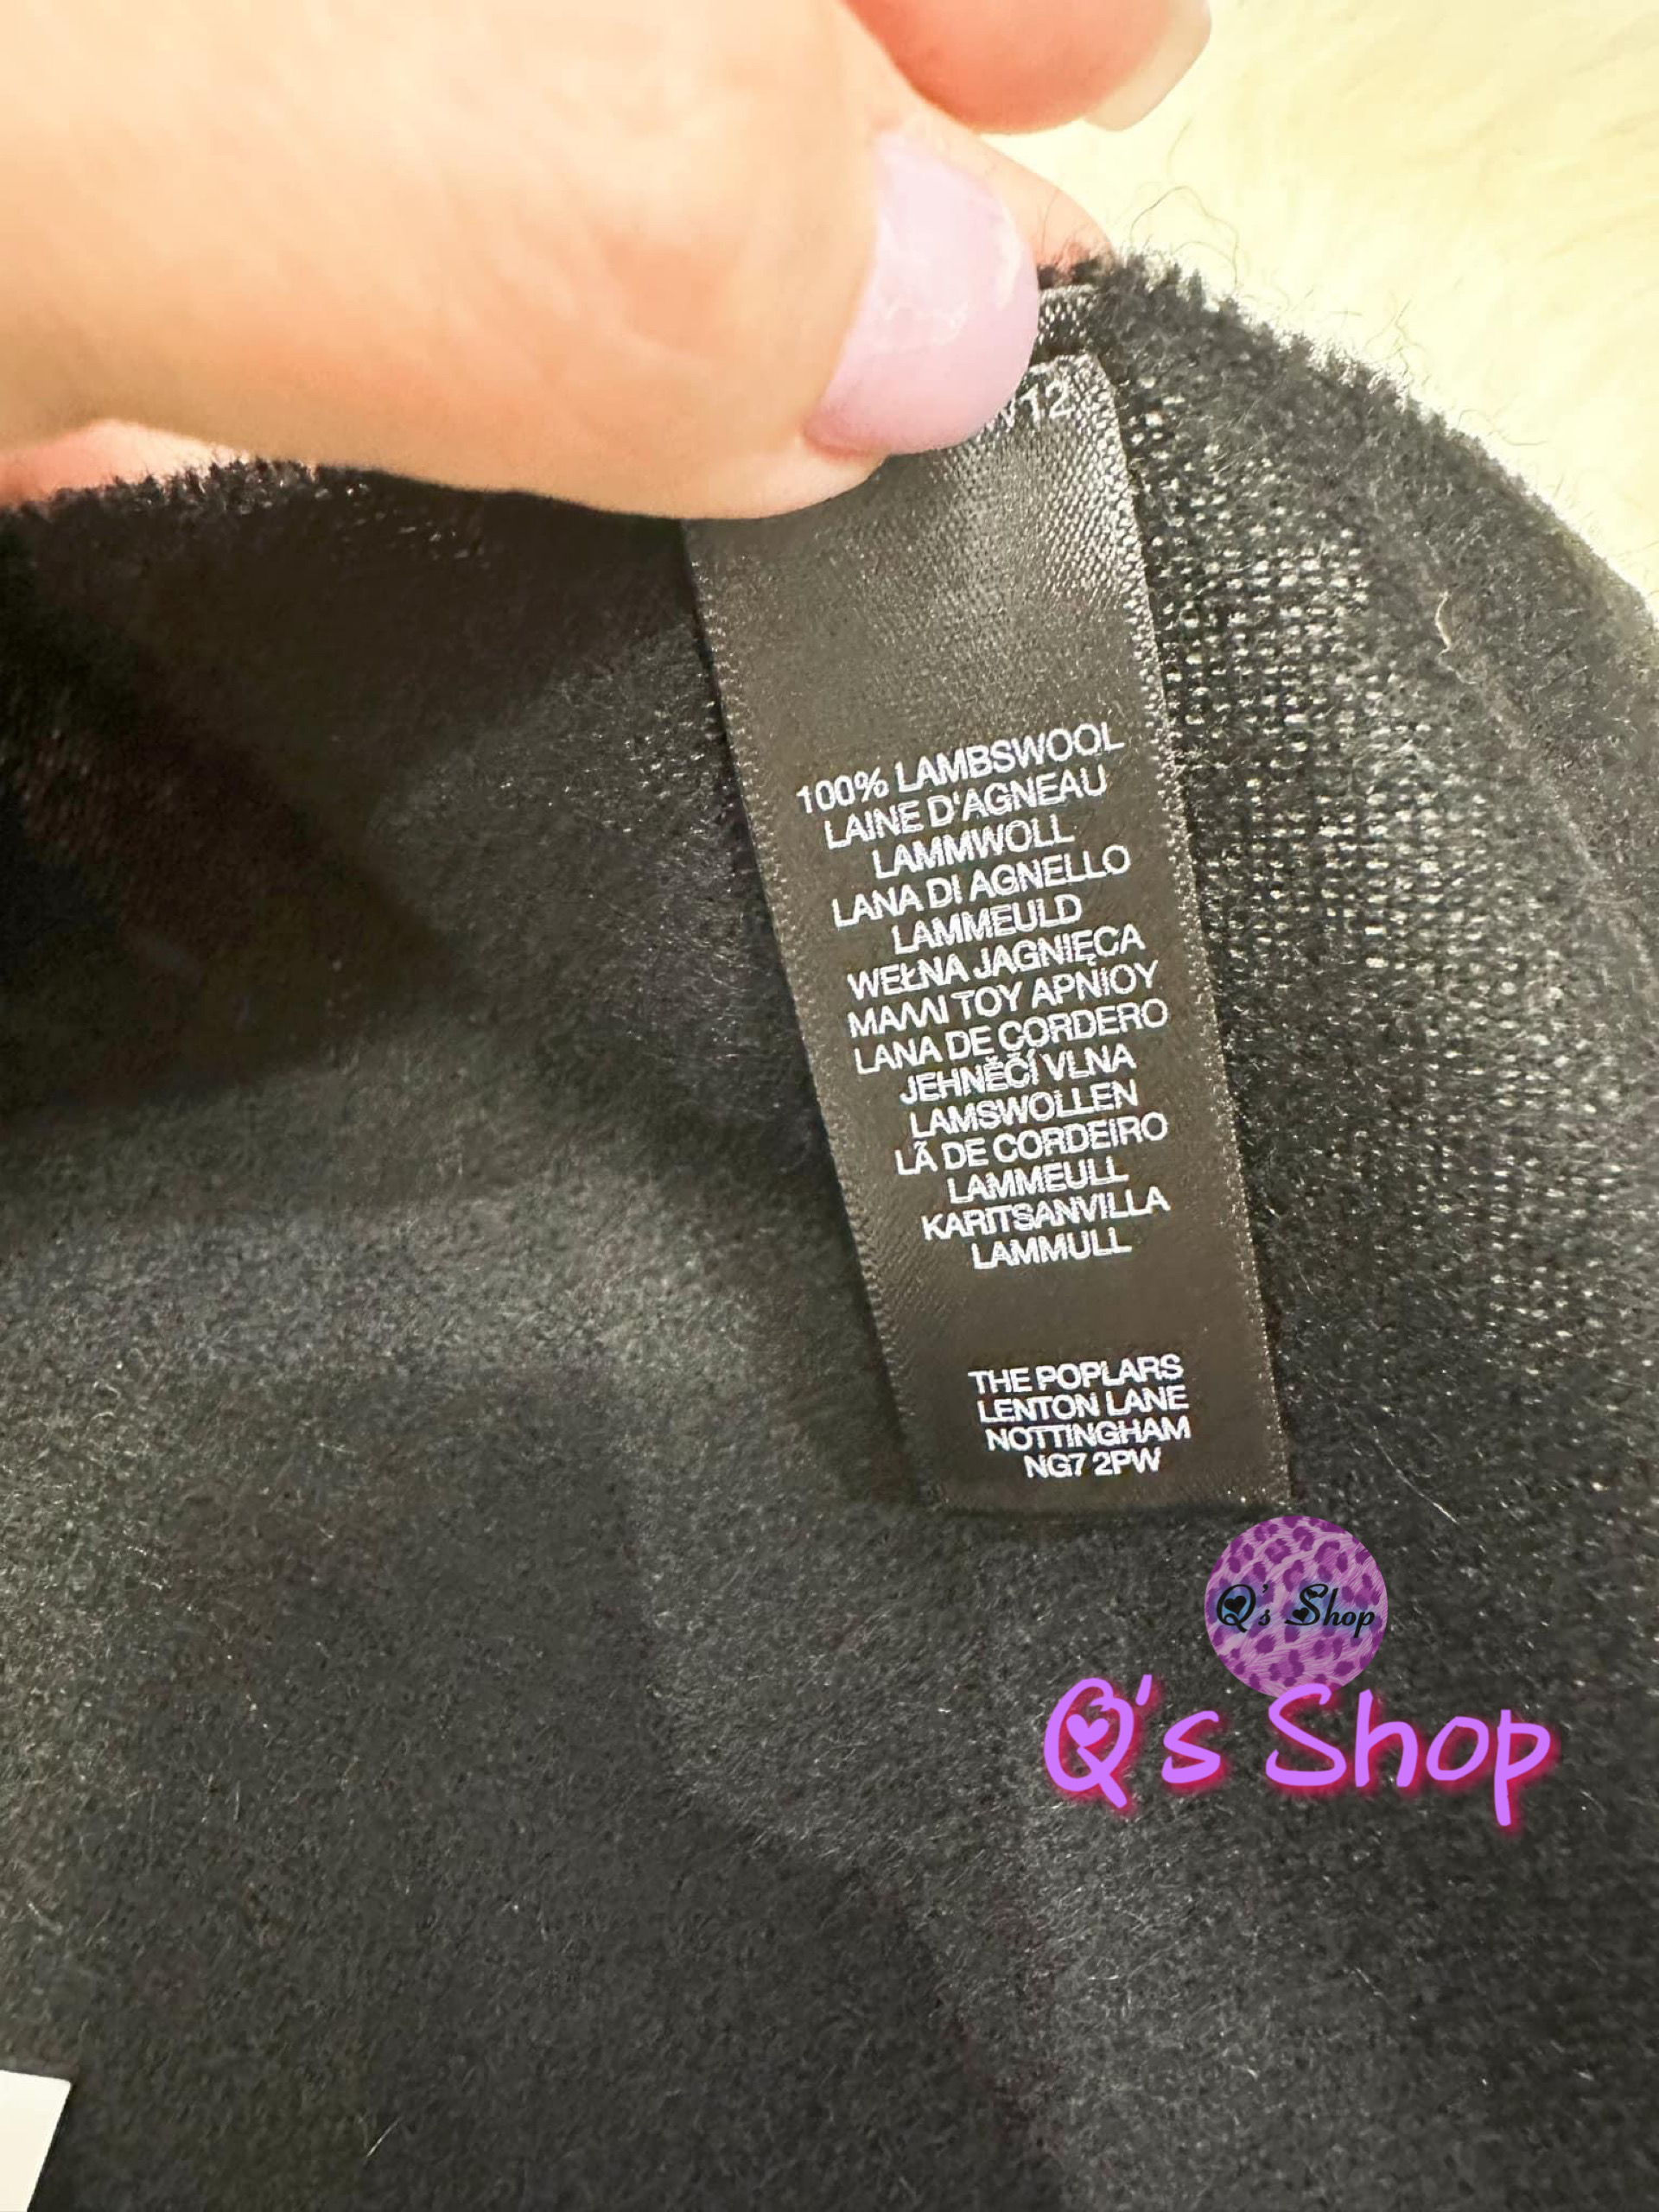 100% LAMBSWOOL
LAINE D'AGNEAU
LAMMWOLL
LANA DI AGNELLO
LAMMEULD
WEŁNA JAGNIĘCA
ΜΑΛΛΙ ΤΟΥ ΑΡΝΙΟΥ
LANA DE CORDERO
JEHNĚČÍ VLNA
LAMSWOLLEN
LÃ DE CORDEIRO
LAMMEULL
KARITSANVILLA
LAMMULL
THE POPLARS
LENTON LANE
NOTTINGHAM
NG7 2PW
Q's Shop
Q's Shop